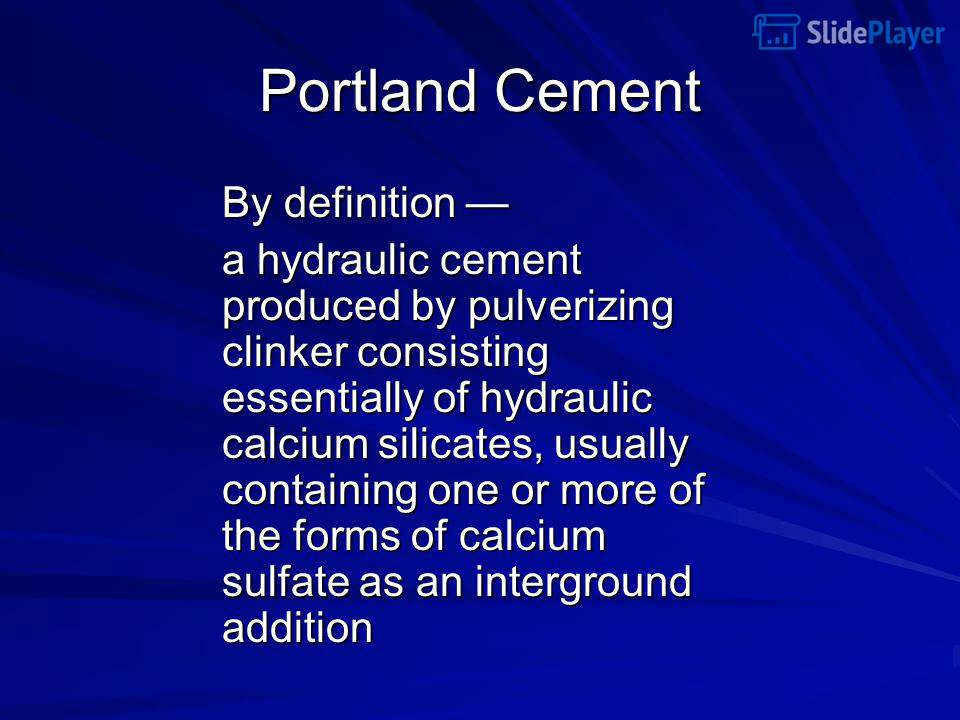 SlidePlayer
Portland Cement
By definition —
a hydraulic cement
produced by pulverizing
clinker consisting
essentially of hydraulic
calcium silicates, usually
containing one or more of
the forms of calcium
sulfate as an interground
addition